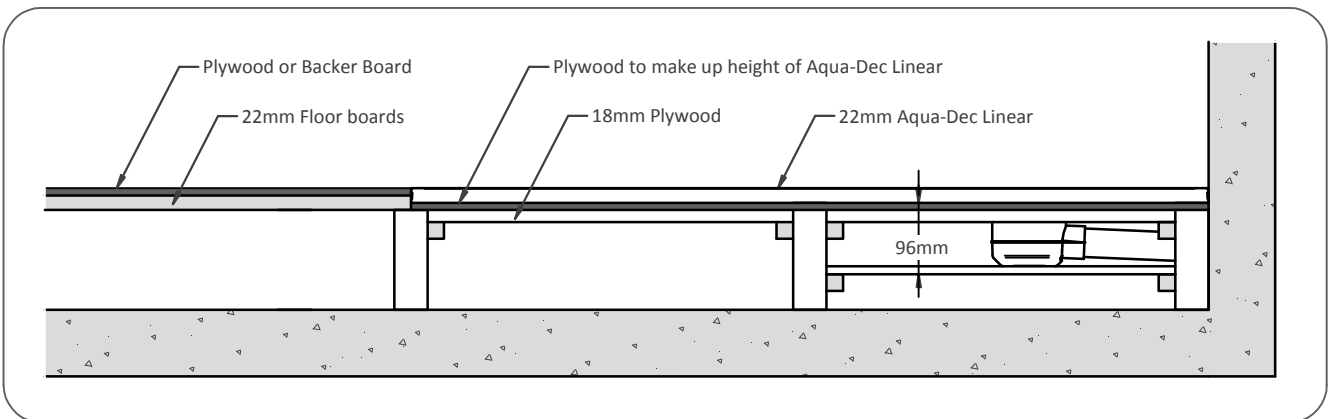 Plywood or Backer Board
Plywood to make up height of Aqua-Dec Linear
22mm Floor boards
18mm Plywood
22mm Aqua-Dec Linear
96mm